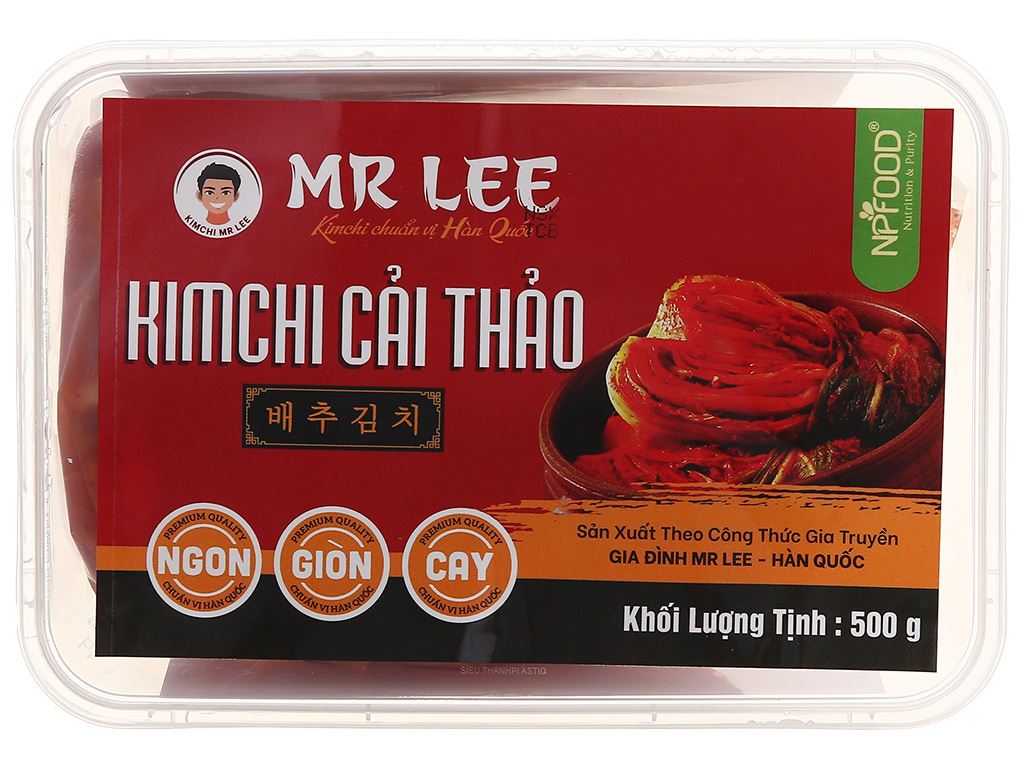 KIMCHI MR LEE
MR LEE
Kimchi chuẩn vị Hàn Quốc
NPFOOD®
Nutrition & Purity
KIMCHI CẢI THẢO
배추김치
PREMIUM QUALITY
NGON
CHUẨN VỊ HÀN QUỐC
PREMIUM QUALITY
GIÒN
CHUẨN VỊ HÀN QUỐC
PREMIUM QUALITY
CAY
CHUẨN VỊ HÀN QUỐC
Sản Xuất Theo Công Thức Gia Truyền
GIA ĐÌNH MR LEE - HÀN QUỐC
Khối Lượng Tịnh : 500 g